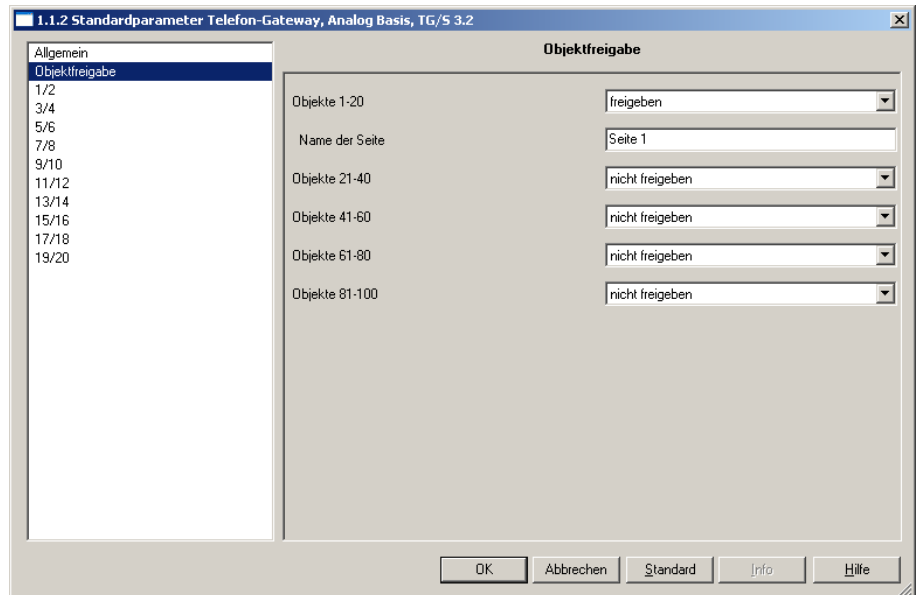 1.1.2 Standardparameter Telefon-Gateway, Analog Basis, TG/S 3.2
Allgemein
Objektfreigabe
1/2
3/4
5/6
7/8
9/10
11/12
13/14
15/16
17/18
19/20
Objektfreigabe
Objekte 1-20 freigeben
Name der Seite Seite 1
Objekte 21-40 nicht freigeben
Objekte 41-60 nicht freigeben
Objekte 61-80 nicht freigeben
Objekte 81-100 nicht freigeben
OK Abbrechen Standard Info Hilfe